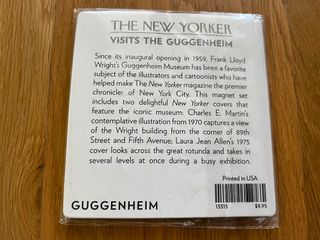 THE NEW YORKER
VISITS THE GUGGENHEIM
Since its inaugural opening in 1959, Frank Lloyd
Wright's Guggenheim Museum has been a favorite
subject of the illustrators and cartoonists who have
helped make The New Yorker magazine the premier
chronicler of New York City. This magnet set
includes two delightful New Yorker covers that
feature the iconic museum: Charles E. Martin's
contemplative illustration from 1970 captures a view
of the Wright building from the corner of 89th
Street and Fifth Avenue; Laura Jean Allen's 1975
cover looks across the great rotunda and takes in
several levels at once during a busy exhibition.
Printed in USA
13315 $9.95
GUGGENHEIM